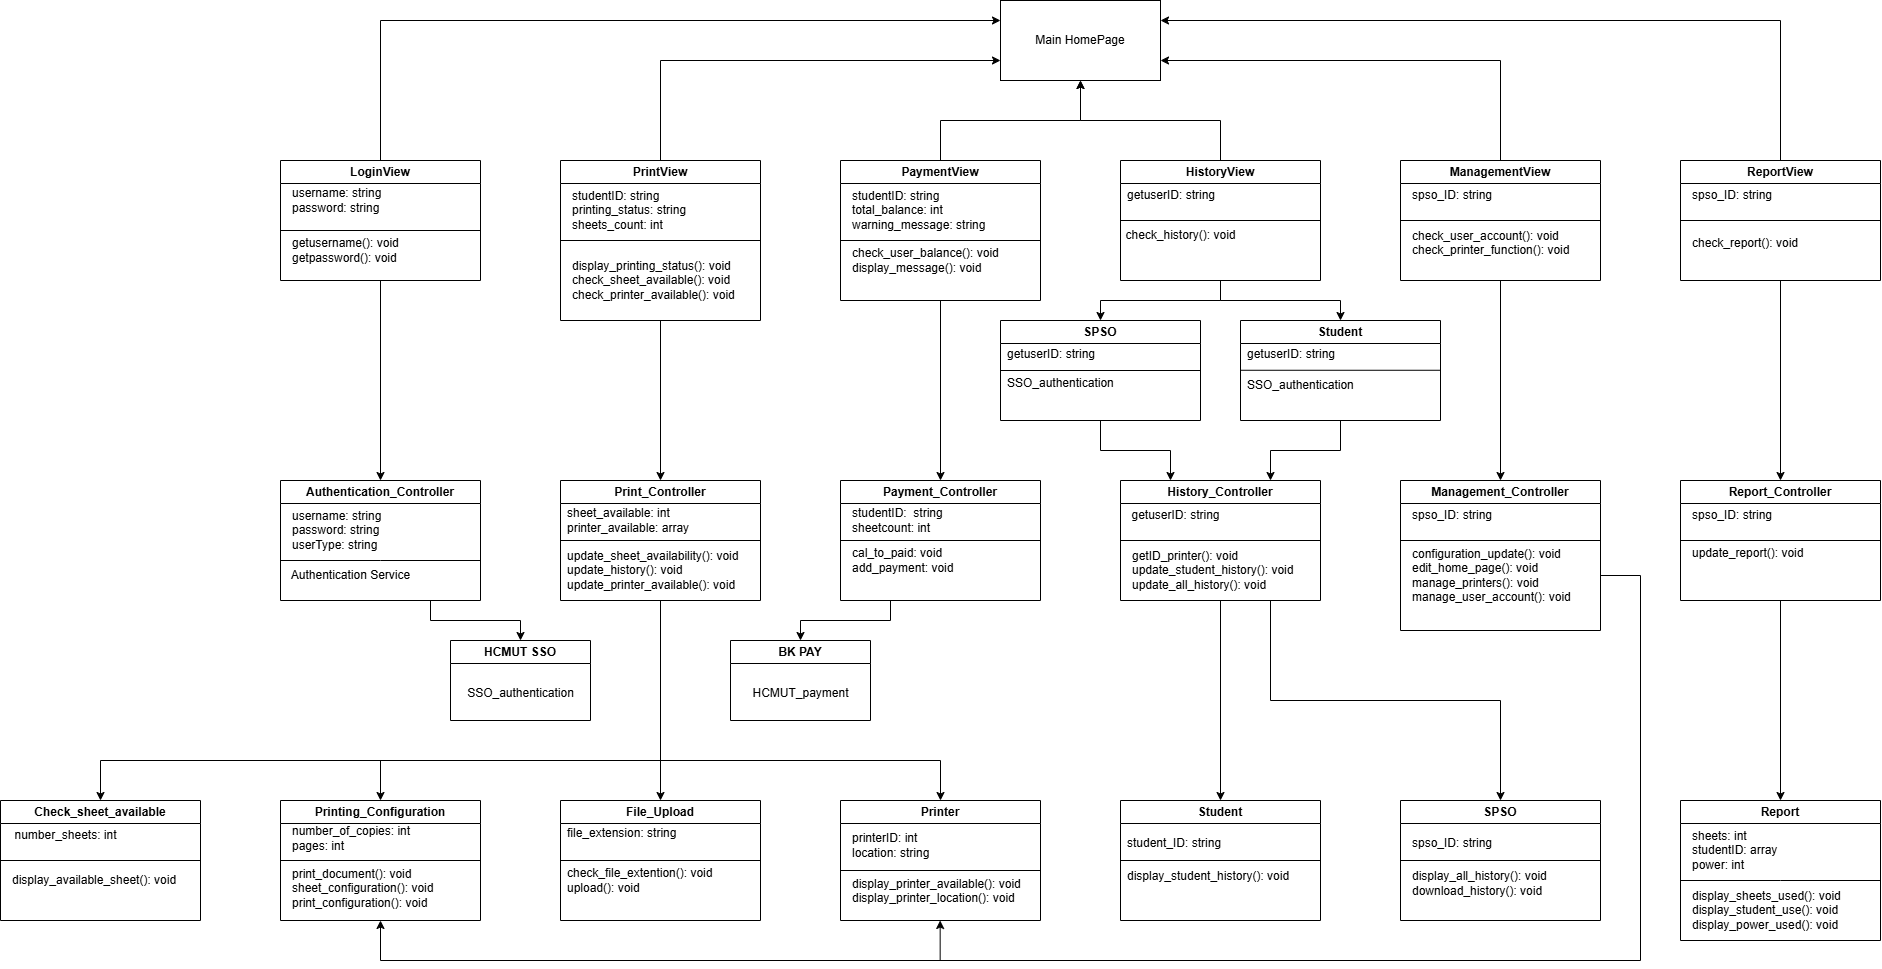 Main HomePage
LoginView
username: string
password: string
getusername(): void
getpassword(): void
PrintView
studentID: string
printing_status: string
sheets_count: int
display_printing_status(): void
check_sheet_available(): void
check_printer_available(): void
PaymentView
studentID: string
total_balance: int
warning_message: string
check_user_balance(): void
display_message(): void
HistoryView
getuserID: string
check_history(): void
ManagementView
spso_ID: string
check_user_account(): void
check_printer_function(): void
ReportView
spso_ID: string
check_report(): void
SPSO
getuserID: string
SSO_authentication
Student
getuserID: string
SSO_authentication
Authentication_Controller
username: string
password: string
userType: string
Authentication Service
Print_Controller
sheet_available: int
printer_available: array
update_sheet_availability(): void
update_history(): void
update_printer_available(): void
Payment_Controller
studentID:  string
sheetcount: int
cal_to_paid: void
add_payment: void
History_Controller
getuserID: string
getID_printer(): void
update_student_history(): void
update_all_history(): void
Management_Controller
spso_ID: string
configuration_update(): void
edit_home_page(): void
manage_printers(): void
manage_user_account(): void
Report_Controller
spso_ID: string
update_report(): void
HCMUT SSO
SSO_authentication
BK PAY
HCMUT_payment
Check_sheet_available
number_sheets: int
display_available_sheet(): void
Printing_Configuration
number_of_copies: int
pages: int
print_document(): void
sheet_configuration(): void
print_configuration(): void
File_Upload
file_extension: string
check_file_extention(): void
upload(): void
Printer
printerID: int
location: string
display_printer_available(): void
display_printer_location(): void
Student
student_ID: string
display_student_history(): void
SPSO
spso_ID: string
display_all_history(): void
download_history(): void
Report
sheets: int
studentID: array
power: int
display_sheets_used(): void
display_student_use(): void
display_power_used(): void